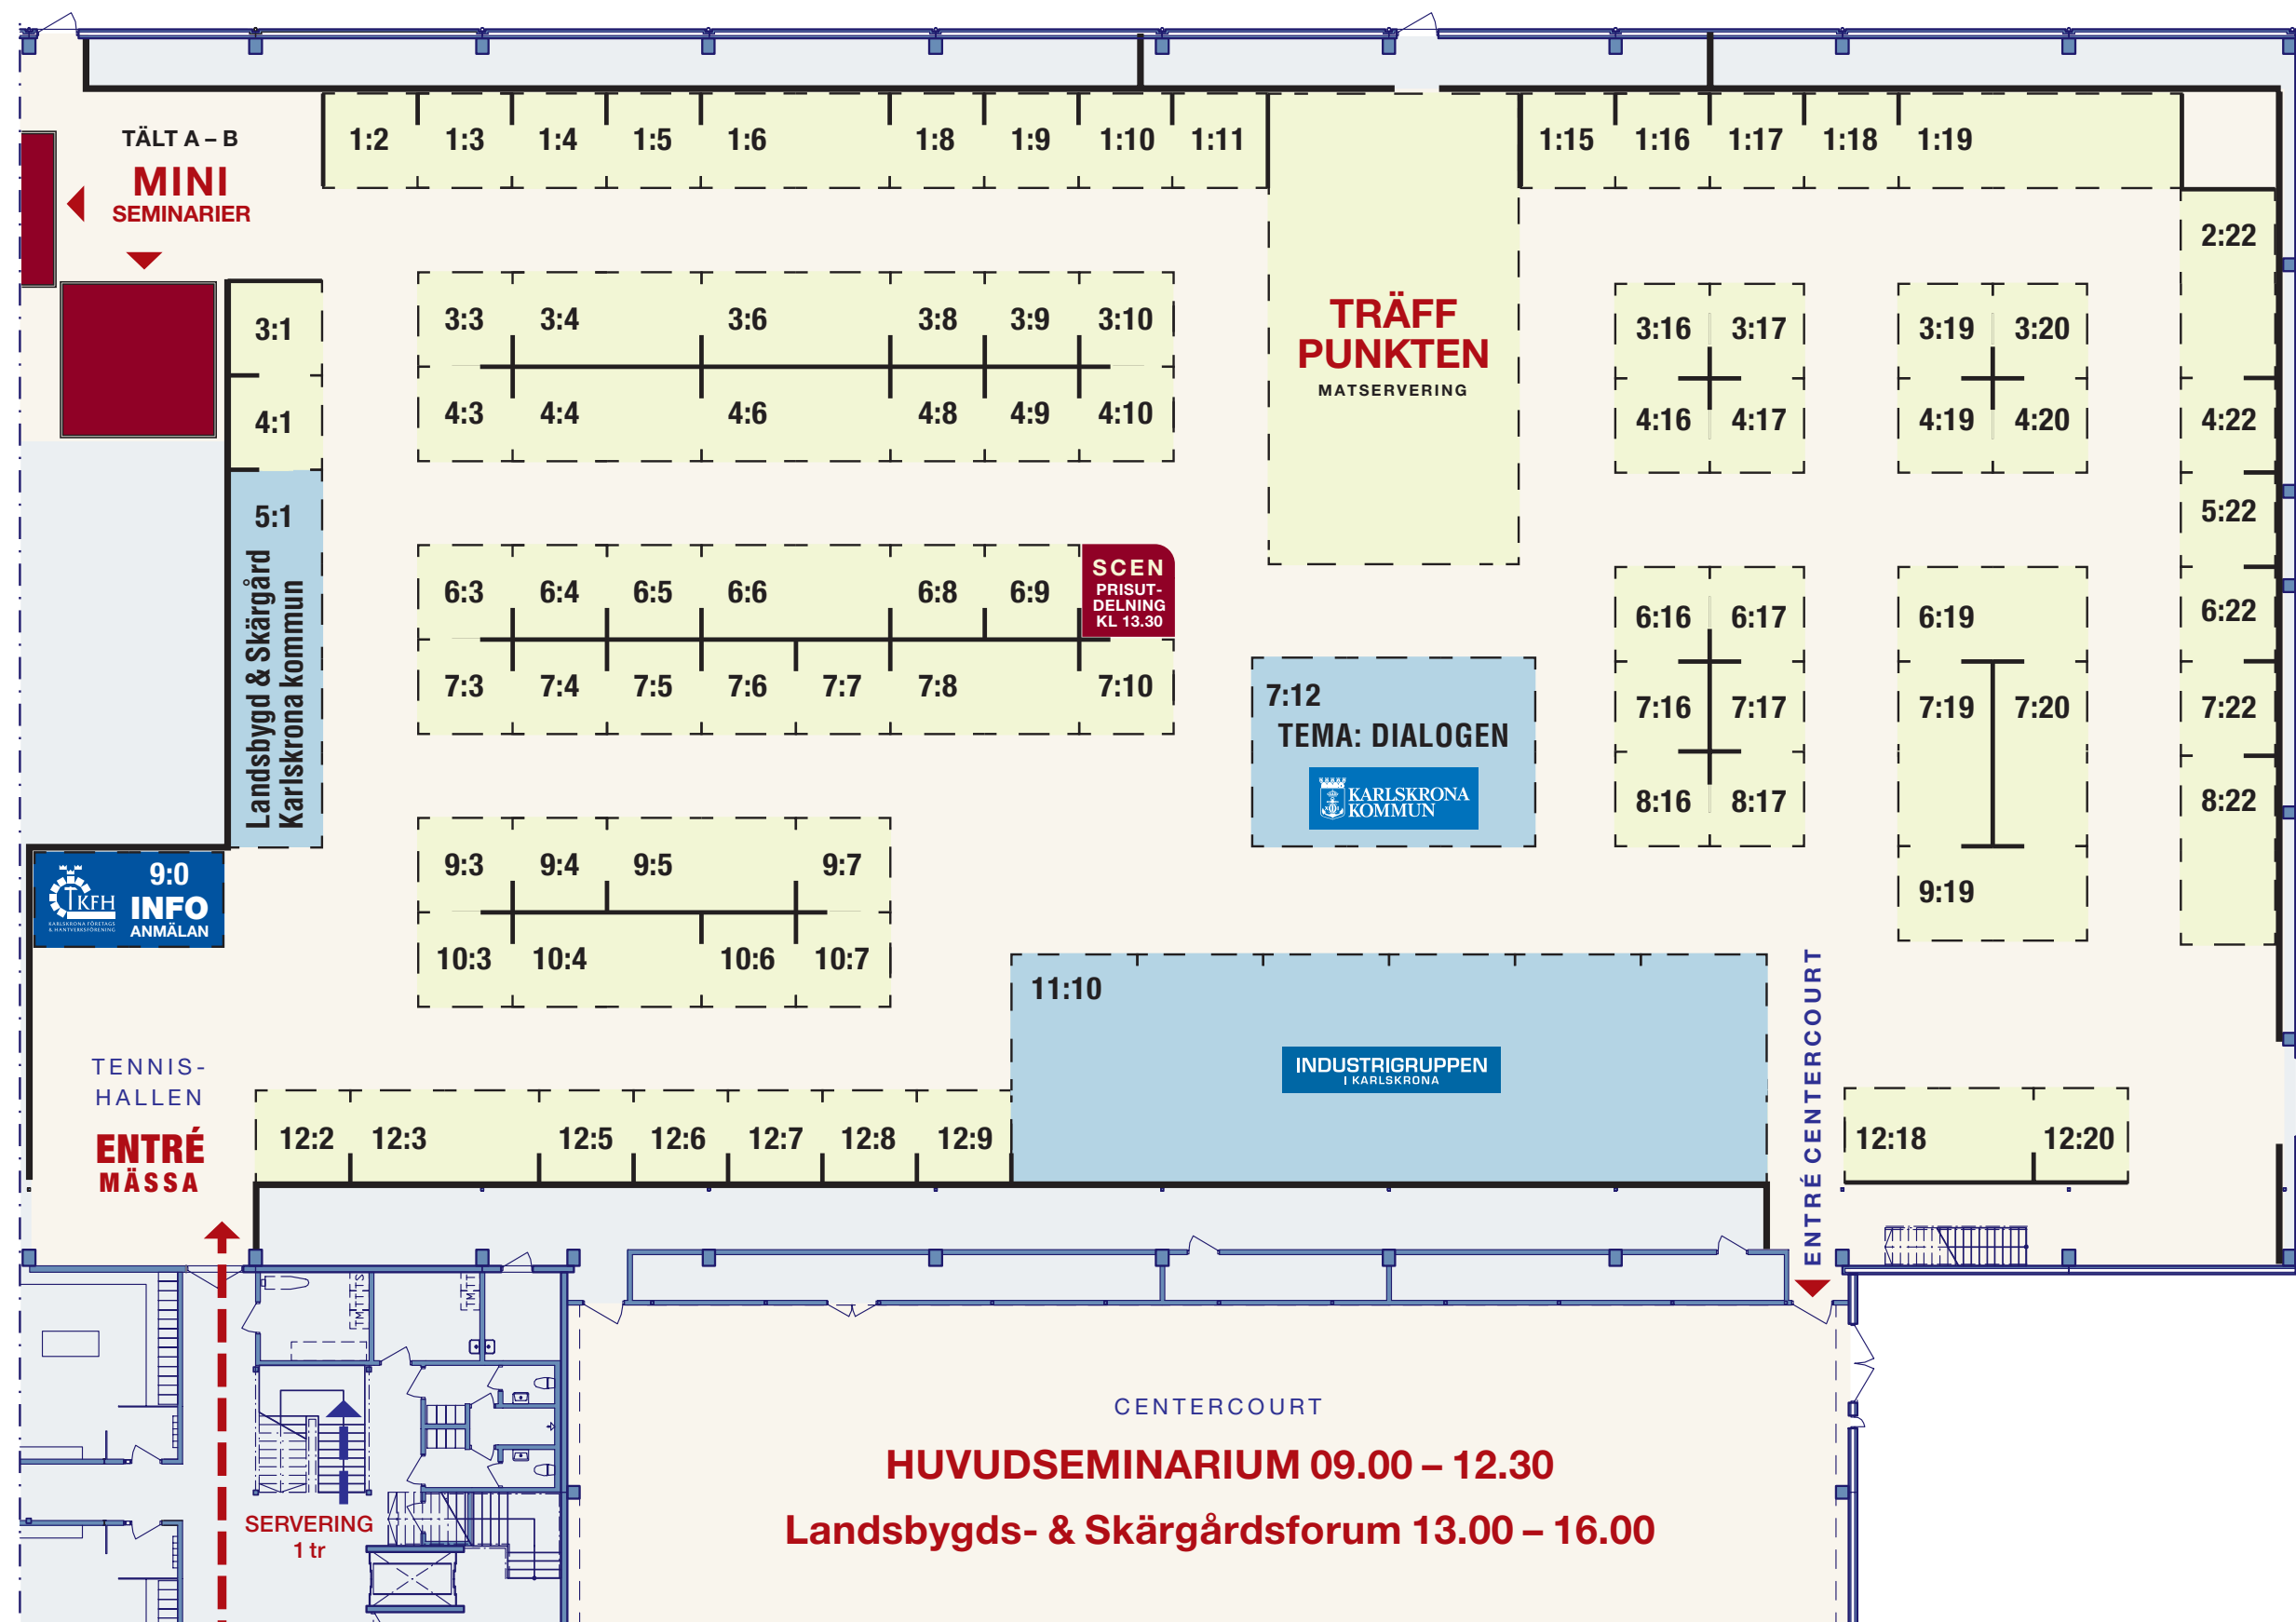 TÄLT A – B
MINI
SEMINARIER
1:2 1:3 1:4 1:5 1:6 1:8 1:9 1:10 1:11
1:15 1:16 1:17 1:18 1:19
2:22
3:1
4:1
3:3 3:4 3:6 3:8 3:9 3:10
4:3 4:4 4:6 4:8 4:9 4:10
TRÄFF
PUNKTEN
MATSERVERING
3:16 3:17 3:19 3:20
4:16 4:17 4:19 4:20 4:22
5:1
Landsbygd & Skärgård
Karlskrona kommun
5:22
6:3 6:4 6:5 6:6 6:8 6:9
SCEN
PRISUT-
DELNING
KL 13.30
7:3 7:4 7:5 7:6 7:7 7:8 7:10
7:12
TEMA: DIALOGEN
KARLSKRONA
KOMMUN
6:16 6:17 6:19 6:22
7:16 7:17 7:19 7:20 7:22
8:16 8:17 8:22
9:19
KFH
KARLSKRONA FÖRETAGS
& HANTVERKSFÖRENING
9:0
INFO
ANMÄLAN
9:3 9:4 9:5 9:7
10:3 10:4 10:6 10:7
11:10
INDUSTRIGRUPPEN
I KARLSKRONA
ENTRÉ CENTERCOURT
TENNIS-
HALLEN
ENTRÉ
MÄSSA
12:2 12:3 12:5 12:6 12:7 12:8 12:9
12:18 12:20
TM TT TS
TM TT
SERVERING
1 tr
CENTERCOURT
HUVUDSEMINARIUM 09.00 – 12.30
Landsbygds- & Skärgårdsforum 13.00 – 16.00